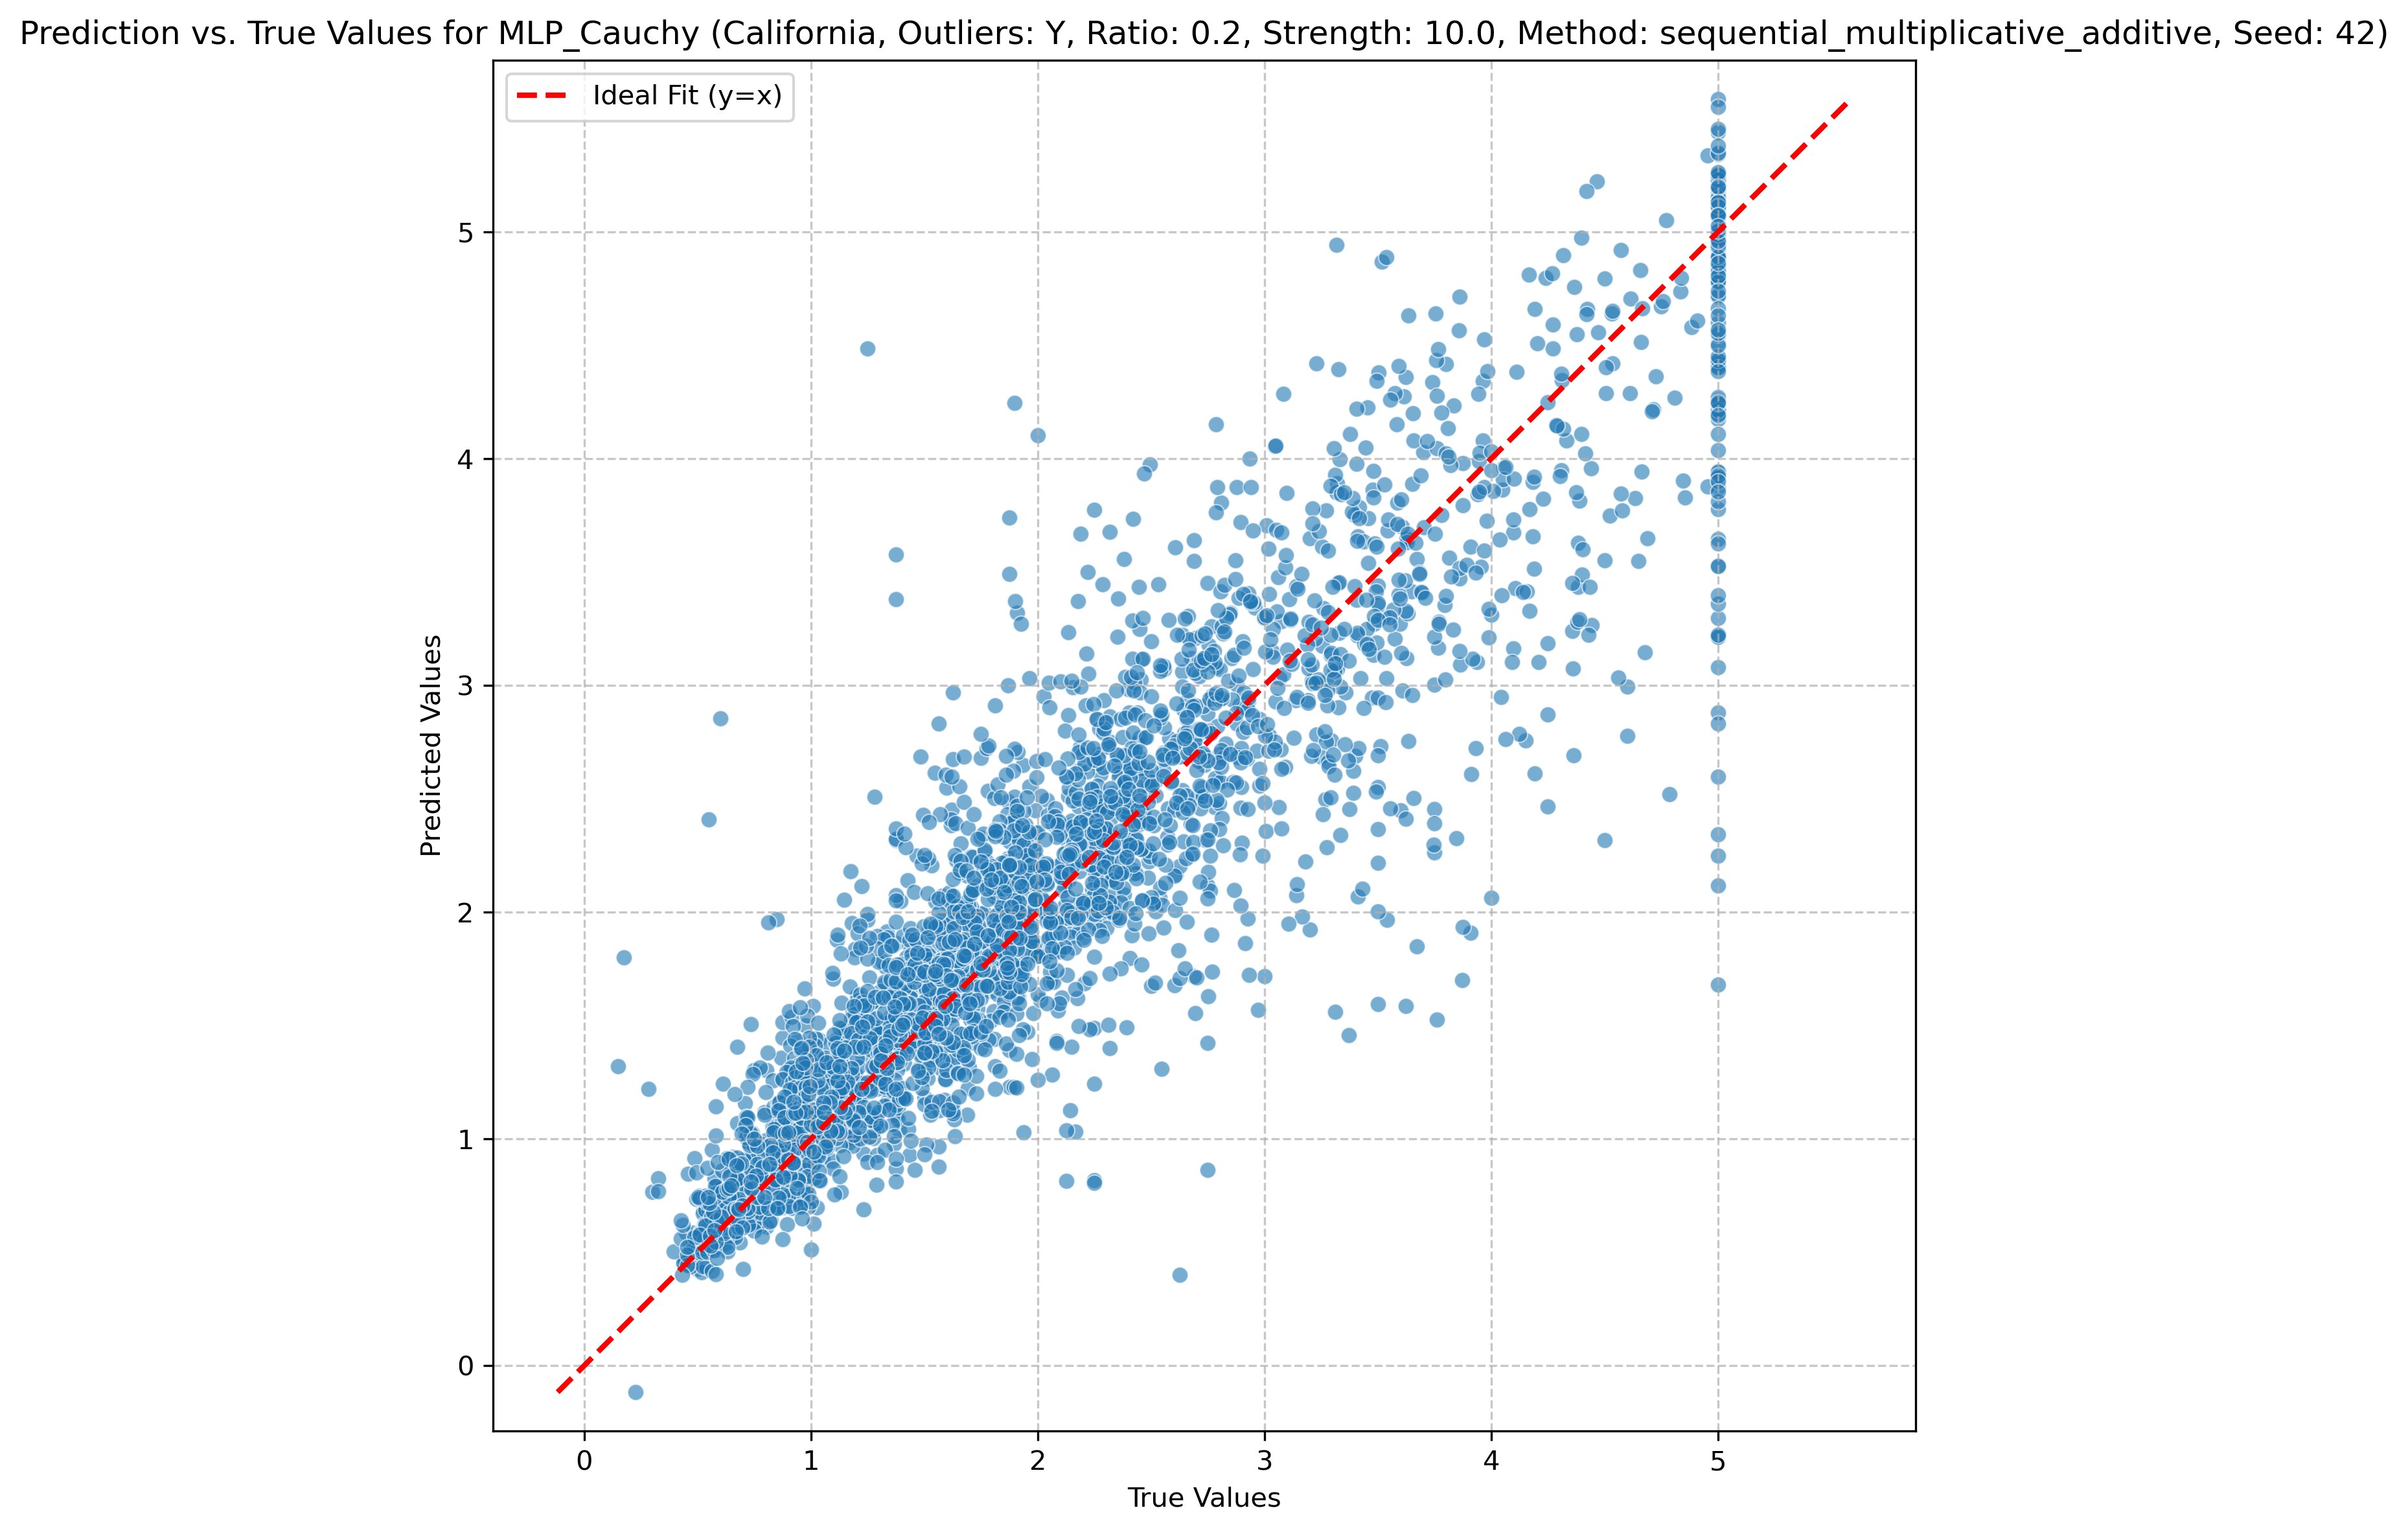 Prediction vs. True Values for MLP_Cauchy (California, Outliers: Y, Ratio: 0.2, Strength: 10.0, Method: sequential_multiplicative_additive, Seed: 42)
Ideal Fit (y=x)
5
4
3
2
1
0
Predicted Values
0 1 2 3 4 5
True Values